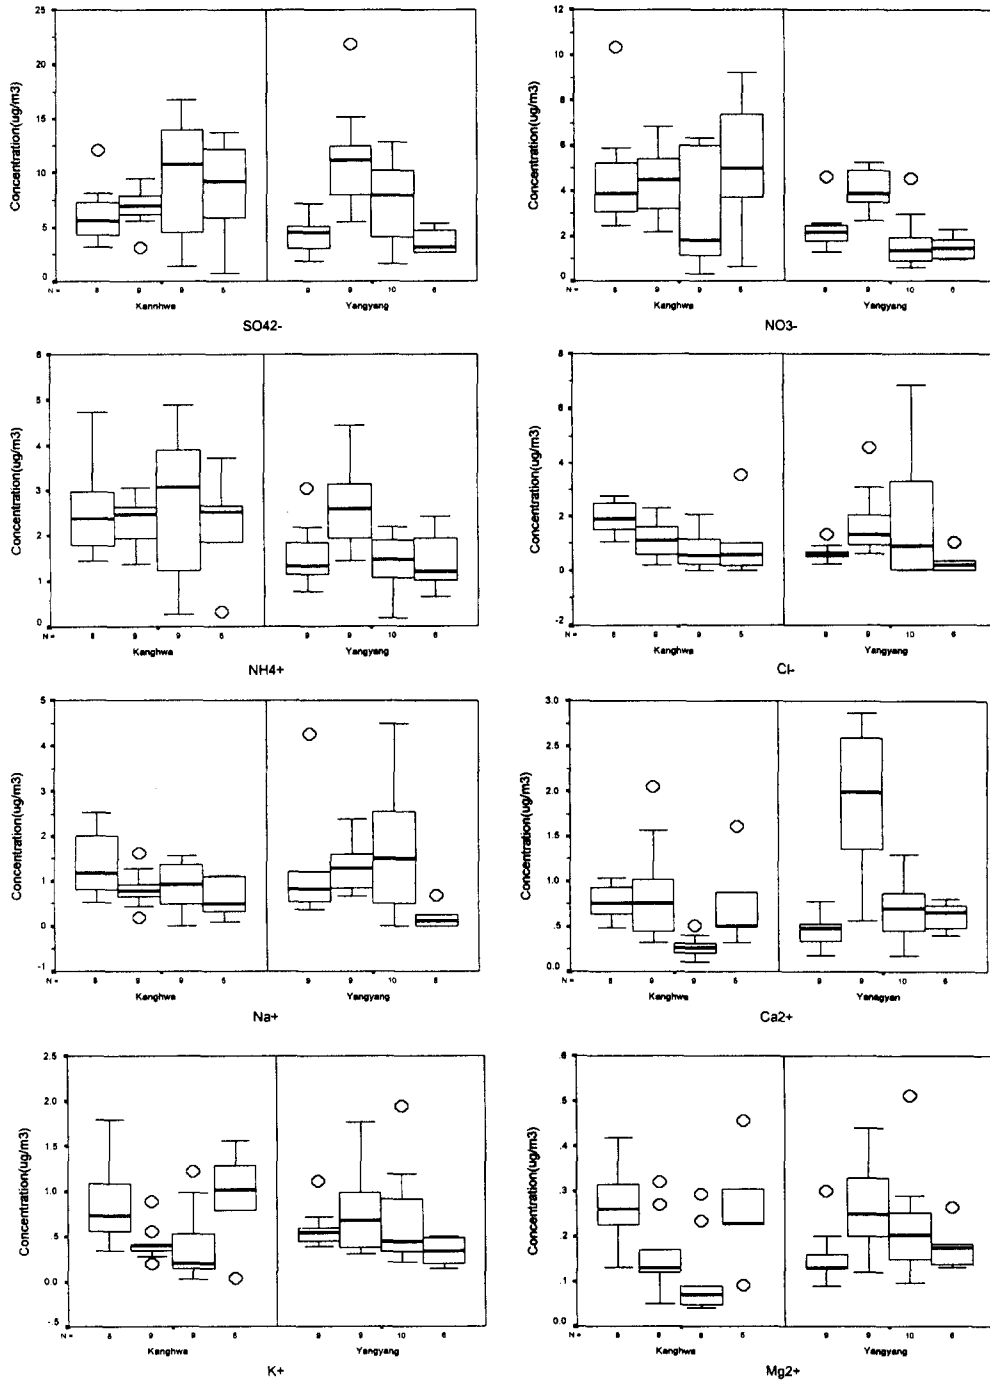 25
20
15
10
5
0
Concentration(ug/m3)
N = 8 9 9 5 9 9 10 6
Kannhwa Yangyang
SO42-
12
10
8
6
4
2
0
Concentration(ug/m3)
N = 8 9 9 5 8 9 10 6
Kanghwa Yangyang
NO3-
6
5
4
3
2
1
0
Concentration(ug/m3)
N = 8 9 9 5 9 9 10 6
Kanghwa Yangyang
NH4+
8
6
4
2
0
-2
Concentration(ug/m3)
N = 8 9 9 5 9 9 10 6
Kanghwa Yangyang
Cl-
5
4
3
2
1
0
-1
Concentration(ug/m3)
N = 8 9 9 5 9 9 10 6
Kanghwa Yangyang
Na+
3.0
2.5
2.0
1.5
1.0
.5
0.0
Concentration(ug/m3)
N = 8 9 9 5 9 9 10 6
Kanghwa Yanagyan
Ca2+
2.5
2.0
1.5
1.0
.5
0.0
-.5
Concentration(ug/m3)
N = 8 9 9 5 9 9 10 6
Kanghwa Yangyang
K+
.6
.5
.4
.3
.2
.1
0.0
Concentration(ug/m3)
N = 8 9 9 5 9 9 10 6
Kanghwa Yangyang
Mg2+